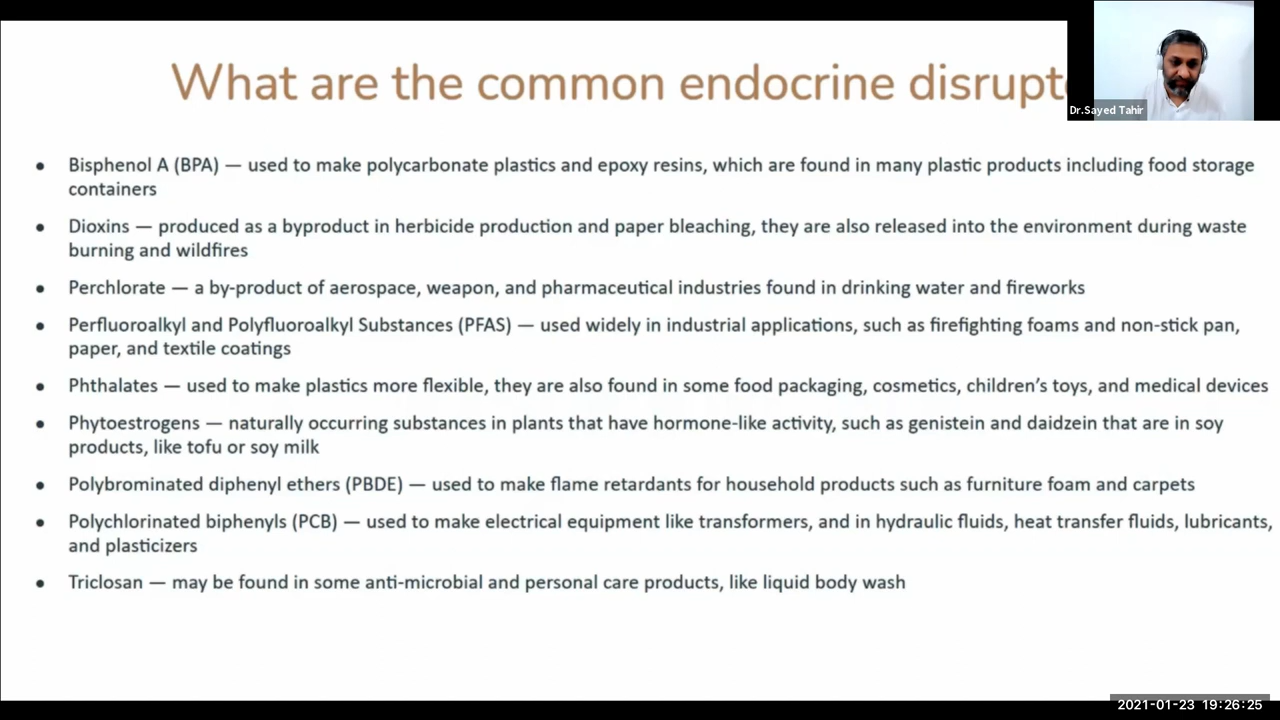 What are the common endocrine disrupt
Dr.Sayed Tahir
• Bisphenol A (BPA) — used to make polycarbonate plastics and epoxy resins, which are found in many plastic products including food storage
containers
• Dioxins — produced as a byproduct in herbicide production and paper bleaching, they are also released into the environment during waste
burning and wildfires
• Perchlorate — a by-product of aerospace, weapon, and pharmaceutical industries found in drinking water and fireworks
• Perfluoroalkyl and Polyfluoroalkyl Substances (PFAS) — used widely in industrial applications, such as firefighting foams and non-stick pan,
paper, and textile coatings
• Phthalates — used to make plastics more flexible, they are also found in some food packaging, cosmetics, children’s toys, and medical devices
• Phytoestrogens — naturally occurring substances in plants that have hormone-like activity, such as genistein and daidzein that are in soy
products, like tofu or soy milk
• Polybrominated diphenyl ethers (PBDE) — used to make flame retardants for household products such as furniture foam and carpets
• Polychlorinated biphenyls (PCB) — used to make electrical equipment like transformers, and in hydraulic fluids, heat transfer fluids, lubricants,
and plasticizers
• Triclosan — may be found in some anti-microbial and personal care products, like liquid body wash
2021-01-23 19:26:25